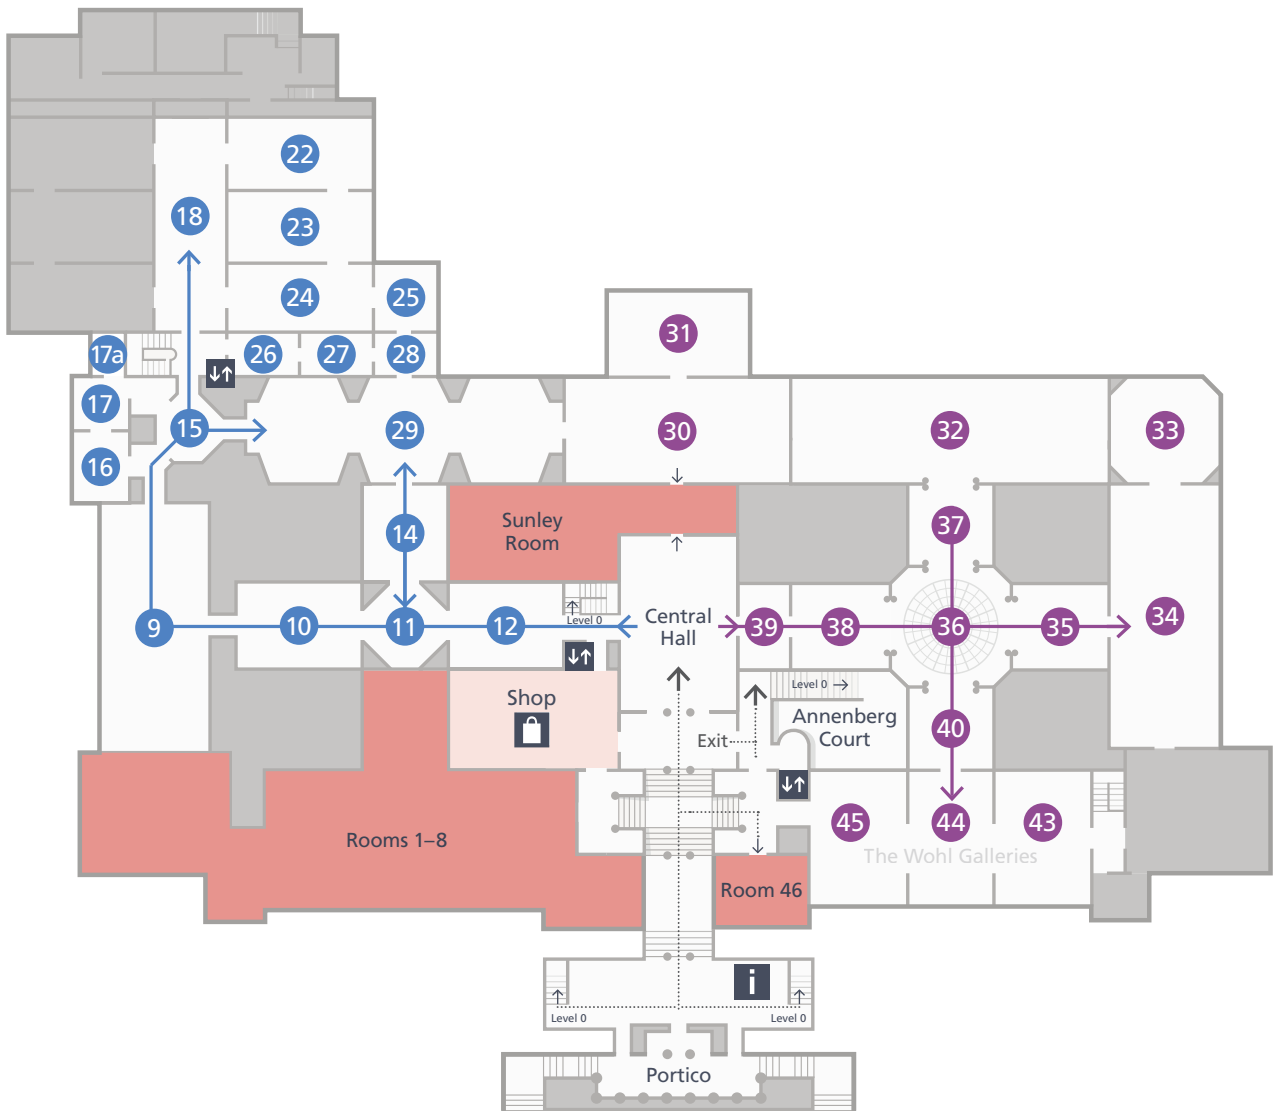 22
18
23
24
25
31
17a
26
27
28
17
15
29
30
32
33
16
Sunley
Room
37
14
34
Level 0
9
10
11
12
Central
Hall
39
38
36
35
Level 0
Shop
Annenberg
Court
Exit
40
45
44
43
Rooms 1–8
The Wohl Galleries
Room 46
i
Level 0
Level 0
Portico